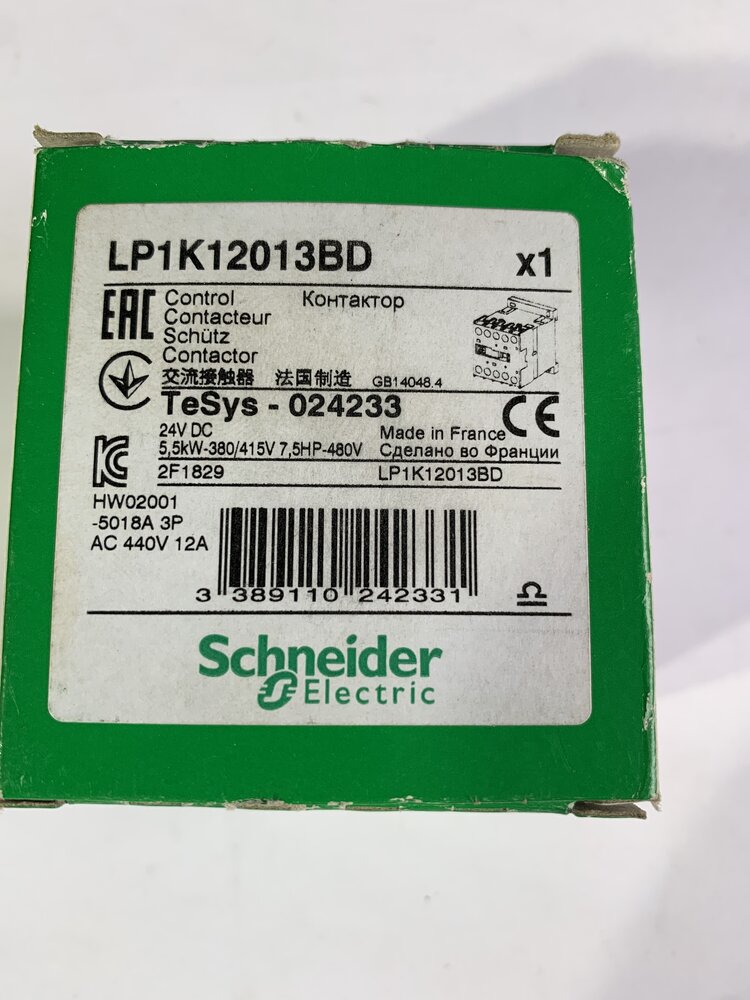 LP1K12013BD x1
EAC Control Контактор
Contacteur
Schütz
Contactor
交流接触器 法国制造 GB14048.4
TeSys - 024233 CE
24V DC Made in France
5,5kW-380/415V 7,5HP-480V Сделано во Франции
2F1829 LP1K12013BD
HW02001
-5018A 3P
AC 440V 12A
3 389110 242331
Schneider
Electric